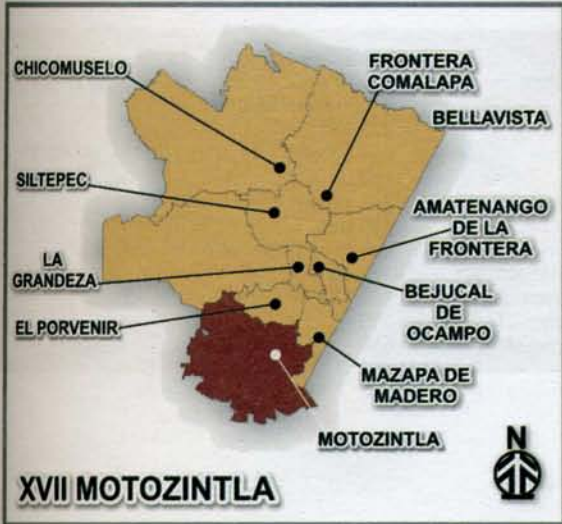 CHICOMUSELO
FRONTERA
COMALAPA
BELLAVISTA
SILTEPEC
AMATENANGO
DE LA
FRONTERA
LA
GRANDEZA
BEJUCAL
DE
OCAMPO
EL PORVENIR
MAZAPA DE
MADERO
MOTOZINTLA
N
XVII MOTOZINTLA